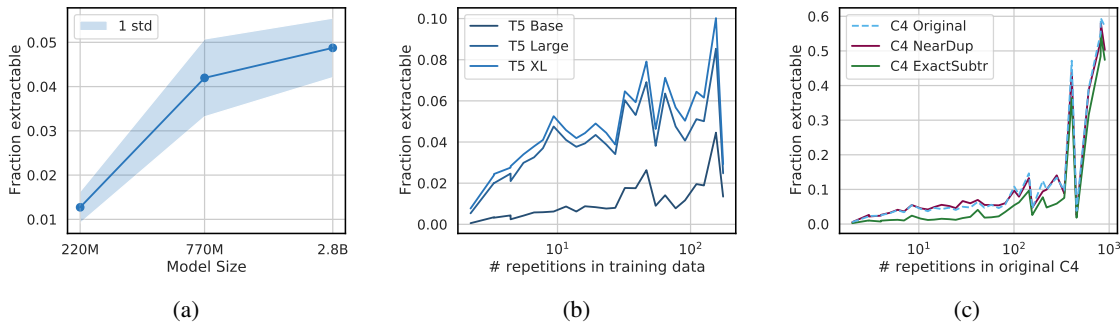 1 std
0.05
0.04
0.03
0.02
0.01
Fraction extractable
220M 770M 2.8B
Model Size
(a)
T5 Base
T5 Large
T5 XL
0.10
0.08
0.06
0.04
0.02
0.00
Fraction extractable
10¹ 10²
# repetitions in training data
(b)
C4 Original
C4 NearDup
C4 ExactSubtr
0.6
0.5
0.4
0.3
0.2
0.1
0.0
Fraction extractable
10¹ 10² 10³
# repetitions in original C4
(c)